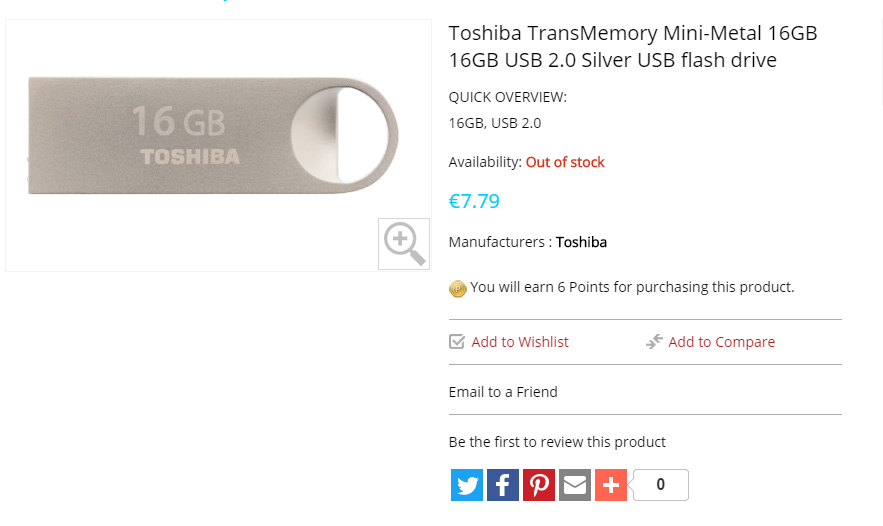 16 GB
TOSHIBA
Toshiba TransMemory Mini-Metal 16GB
16GB USB 2.0 Silver USB flash drive
QUICK OVERVIEW:
16GB, USB 2.0
Availability: Out of stock
€7.79
Manufacturers : Toshiba
You will earn 6 Points for purchasing this product.
Add to Wishlist
Add to Compare
Email to a Friend
Be the first to review this product
0